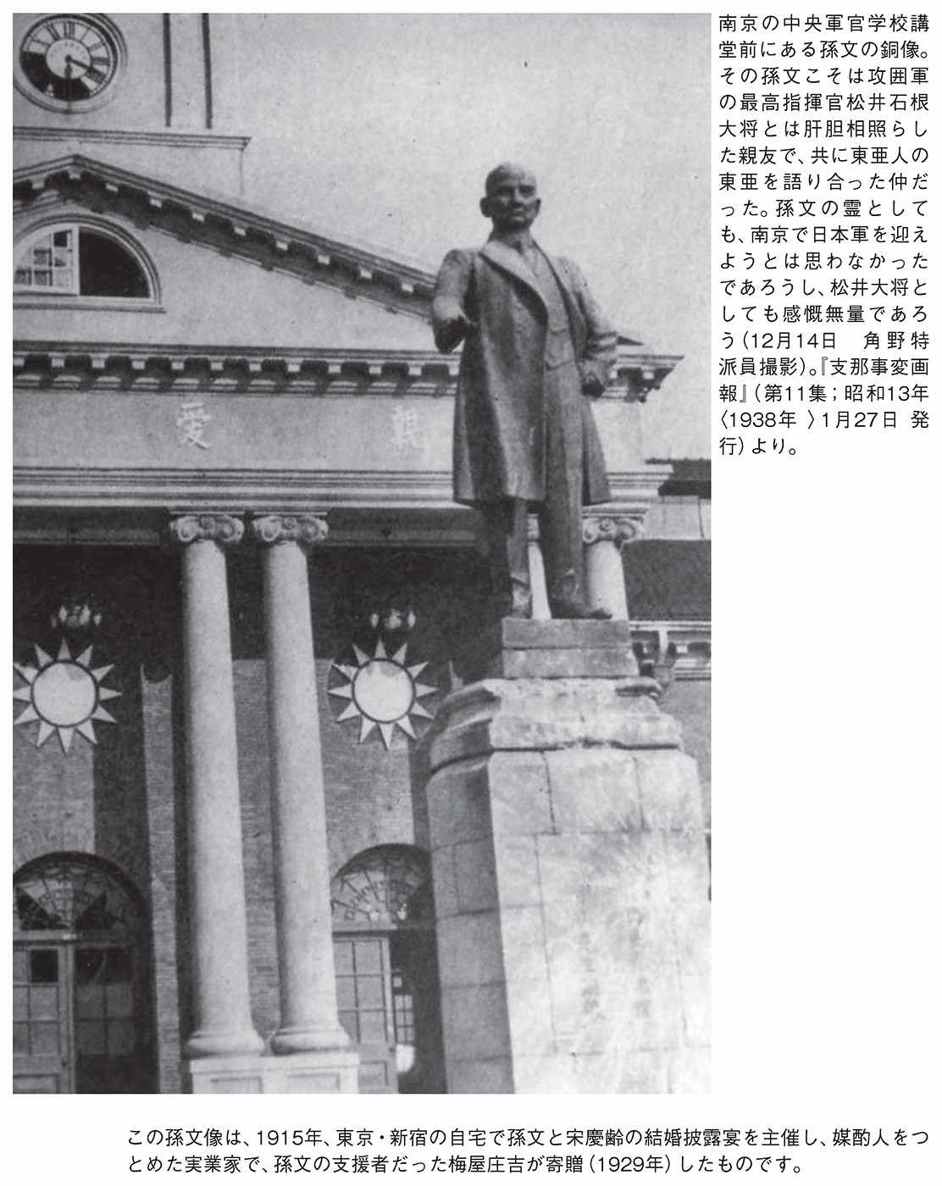 南京の中央軍官学校講
堂前にある孫文の銅像。
その孫文こそは攻囲軍
の最高指揮官松井石根
大将とは肝胆相照らし
た親友で、共に東亜人の
東亜を語り合った仲だ
った。孫文の霊として
も、南京で日本軍を迎え
ようとは思わなかった
であろうし、松井大将と
しても感慨無量であろ
う（12月14日　角野特
派員撮影）。『支那事変画
報』（第11集；昭和13年
〈1938年 〉1月27日 発
行）より。
愛 親
この孫文像は、1915年、東京・新宿の自宅で孫文と宋慶齢の結婚披露宴を主催し、媒酌人をつ
とめた実業家で、孫文の支援者だった梅屋庄吉が寄贈（1929年）したものです。